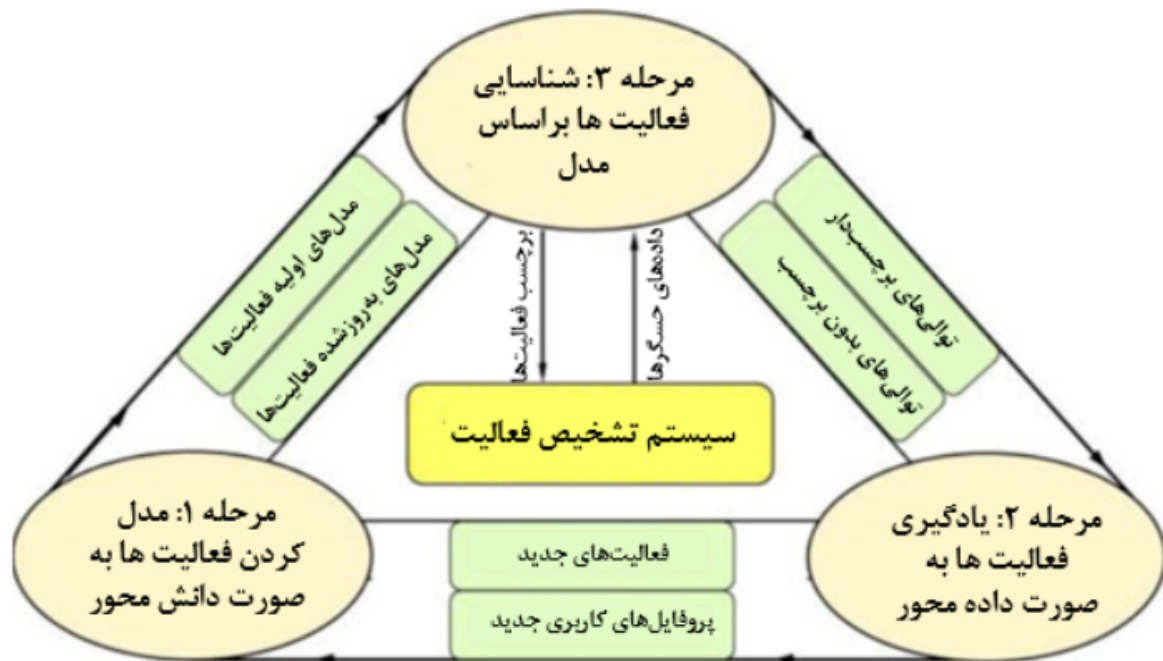 مرحله ۳: شناسایی
فعالیت ها براساس
مدل
مدل‌های اولیه فعالیت‌ها
مدل‌های به‌روزشده فعالیت‌ها
توالی‌های برچسب‌دار
توالی‌های بدون برچسب
برچسب فعالیت‌ها
داده‌های حسگرها
سیستم تشخیص فعالیت
مرحله ۱: مدل
کردن فعالیت ها به
صورت دانش محور
مرحله ۲: یادگیری
فعالیت ها به
صورت داده محور
فعالیت‌های جدید
پروفایل‌های کاربری جدید